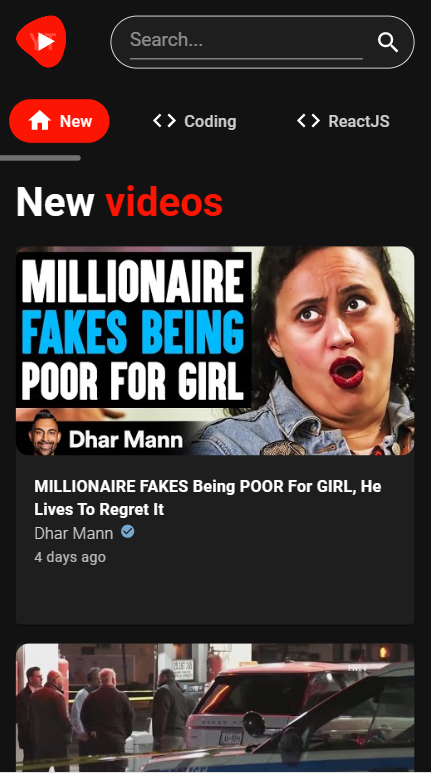 Search...
New
Coding
ReactJS
New videos
MILLIONAIRE
FAKES BEING
POOR FOR GIRL
Dhar Mann
MILLIONAIRE FAKES Being POOR For GIRL, He
Lives To Regret It
Dhar Mann
4 days ago